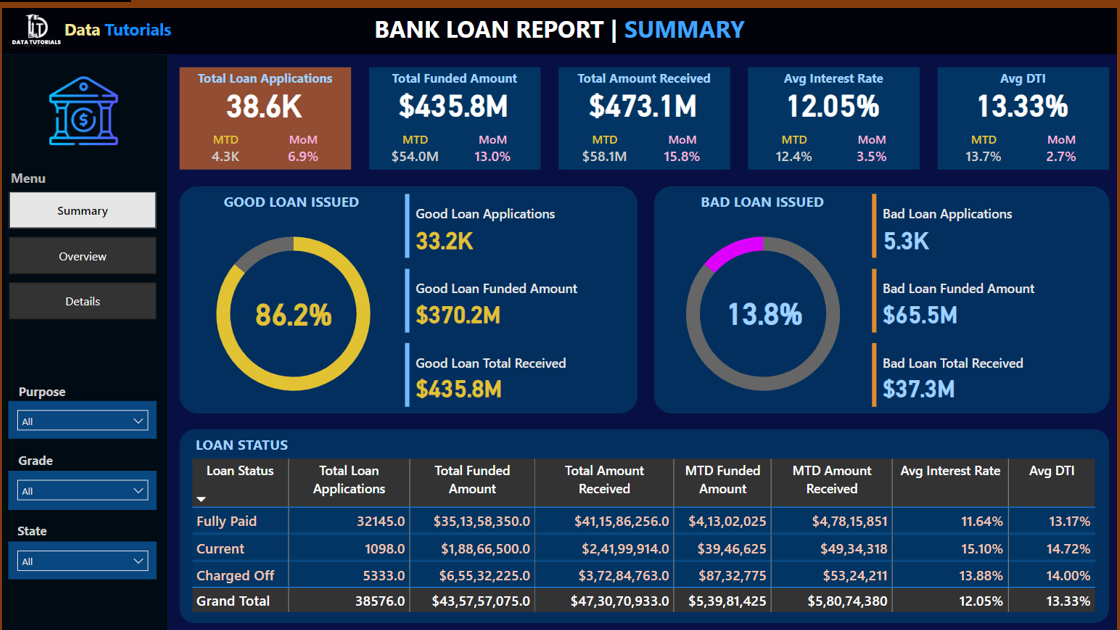 DATA TUTORIALS
Data Tutorials
BANK LOAN REPORT | SUMMARY
Total Loan Applications
38.6K
MTD MoM
4.3K 6.9%
Total Funded Amount
$435.8M
MTD MoM
$54.0M 13.0%
Total Amount Received
$473.1M
MTD MoM
$58.1M 15.8%
Avg Interest Rate
12.05%
MTD MoM
12.4% 3.5%
Avg DTI
13.33%
MTD MoM
13.7% 2.7%
Menu
Summary
Overview
Details
Purpose
All
Grade
All
State
All
GOOD LOAN ISSUED
86.2%
Good Loan Applications
33.2K
Good Loan Funded Amount
$370.2M
Good Loan Total Received
$435.8M
BAD LOAN ISSUED
13.8%
Bad Loan Applications
5.3K
Bad Loan Funded Amount
$65.5M
Bad Loan Total Received
$37.3M
LOAN STATUS
Loan Status Total Loan Applications Total Funded Amount Total Amount Received MTD Funded Amount MTD Amount Received Avg Interest Rate Avg DTI
Fully Paid 32145.0 $35,13,58,350.0 $41,15,86,256.0 $4,13,02,025 $4,78,15,851 11.64% 13.17%
Current 1098.0 $1,88,66,500.0 $2,41,99,914.0 $39,46,625 $49,34,318 15.10% 14.72%
Charged Off 5333.0 $6,55,32,225.0 $3,72,84,763.0 $87,32,775 $53,24,211 13.88% 14.00%
Grand Total 38576.0 $43,57,57,075.0 $47,30,70,933.0 $5,39,81,425 $5,80,74,380 12.05% 13.33%